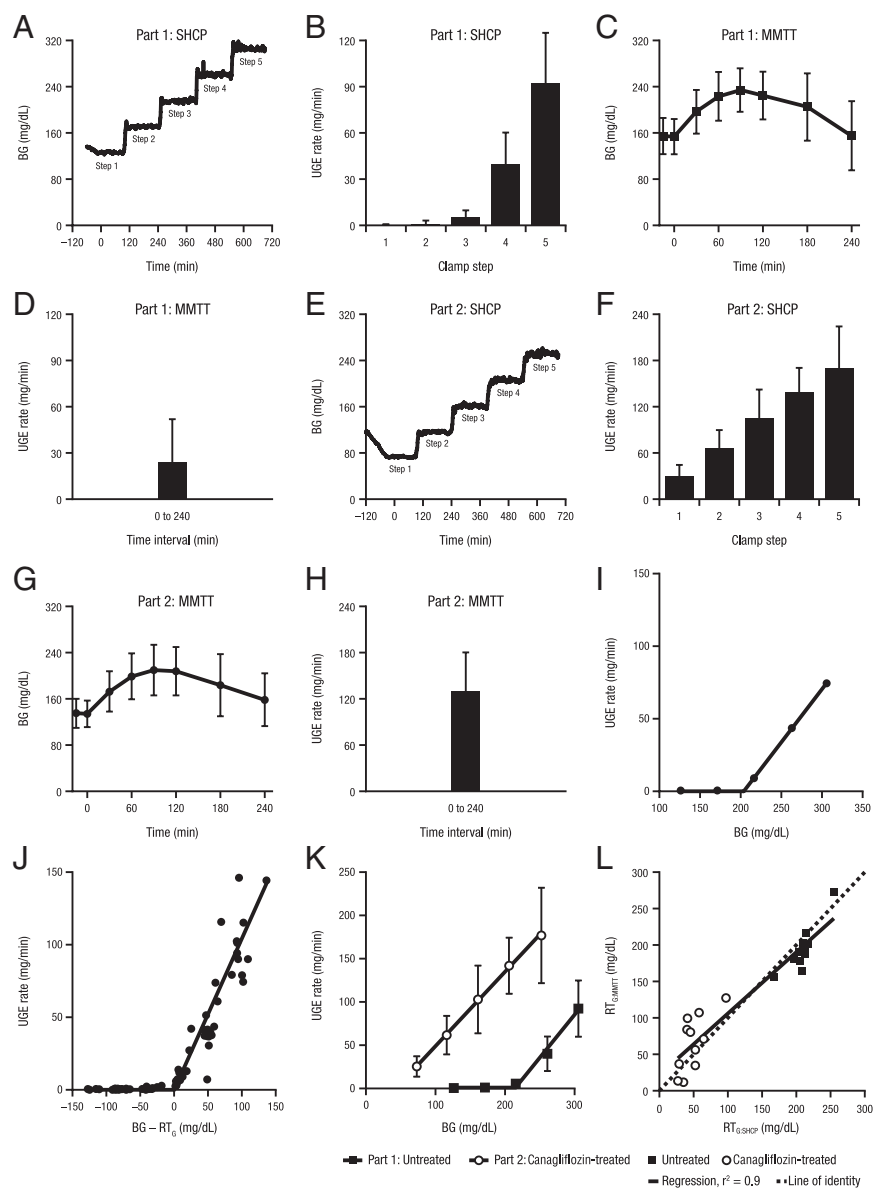 A
Part 1: SHCP
BG (mg/dL)
320
240
160
80
0
Step 1
Step 2
Step 3
Step 4
Step 5
–120 0 120 240 360 480 600 720
Time (min)
B
Part 1: SHCP
UGE rate (mg/min)
120
90
60
30
0
1 2 3 4 5
Clamp step
C
Part 1: MMTT
BG (mg/dL)
320
240
160
80
0
0 60 120 180 240
Time (min)
D
Part 1: MMTT
UGE rate (mg/min)
120
90
60
30
0
0 to 240
Time interval (min)
E
Part 2: SHCP
BG (mg/dL)
320
240
160
80
0
Step 1
Step 2
Step 3
Step 4
Step 5
–120 0 120 240 360 480 600 720
Time (min)
F
Part 2: SHCP
UGE rate (mg/min)
240
180
120
60
0
1 2 3 4 5
Clamp step
G
Part 2: MMTT
BG (mg/dL)
320
240
160
80
0
0 60 120 180 240
Time (min)
H
Part 2: MMTT
UGE rate (mg/min)
240
180
120
60
0
0 to 240
Time interval (min)
I
UGE rate (mg/min)
150
100
50
0
100 150 200 250 300 350
BG (mg/dL)
J
UGE rate (mg/min)
150
100
50
0
–150 –100 –50 0 50 100 150
BG – RTG (mg/dL)
K
UGE rate (mg/min)
250
200
150
100
50
0
0 100 200 300
BG (mg/dL)
L
RTG:MMTT (mg/dL)
300
250
200
150
100
50
0
0 50 100 150 200 250 300
RTG:SHCP (mg/dL)
Part 1: Untreated Part 2: Canagliflozin-treated
Untreated Canagliflozin-treated
Regression, r² = 0.9 Line of identity